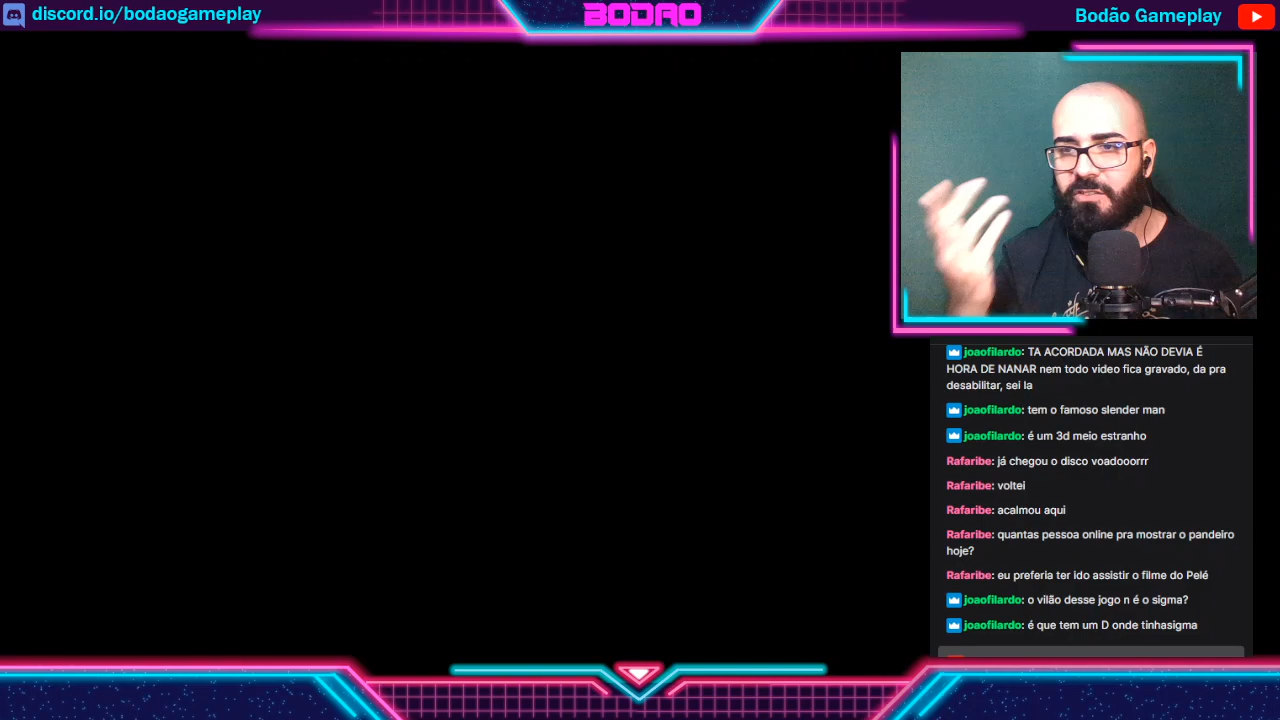 discord.io/bodaogameplay
BODAO
Bodão Gameplay
joaofilardo: TA ACORDADA MAS NÃO DEVIA É
HORA DE NANAR nem todo video fica gravado, da pra
desabilitar, sei la
joaofilardo: tem o famoso slender man
joaofilardo: é um 3d meio estranho
Rafaribe: já chegou o disco voadooorrr
Rafaribe: voltei
Rafaribe: acalmou aqui
Rafaribe: quantas pessoa online pra mostrar o pandeiro
hoje?
Rafaribe: eu preferia ter ido assistir o filme do Pelé
joaofilardo: o vilão desse jogo n é o sigma?
joaofilardo: é que tem um D onde tinhasigma